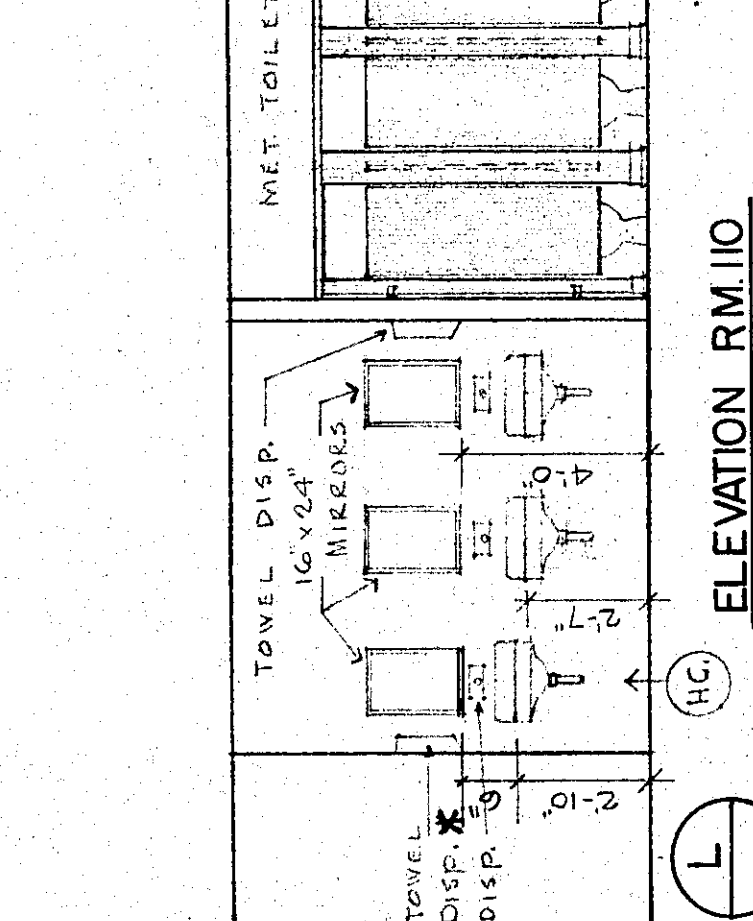 MET. TOILET
TOWEL DISP.
16"x24"
MIRRORS
4'-0"
2'-7"
HC.
6"
2'-10"
TOWEL
DISP.
DISP.
L
ELEVATION RM. 110